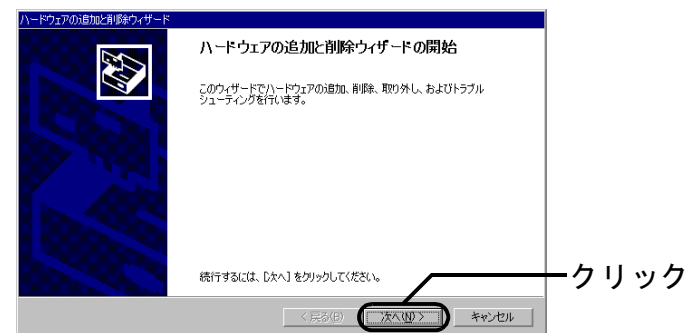 ハードウェアの追加と削除ウィザード
ハードウェアの追加と削除ウィザードの開始
このウィザードでハードウェアの追加、削除、取り外し、およびトラブル
シューティングを行います。
続行するには、[次へ] をクリックしてください。
クリック
< 戻る(B)
次へ(N) >
キャンセル